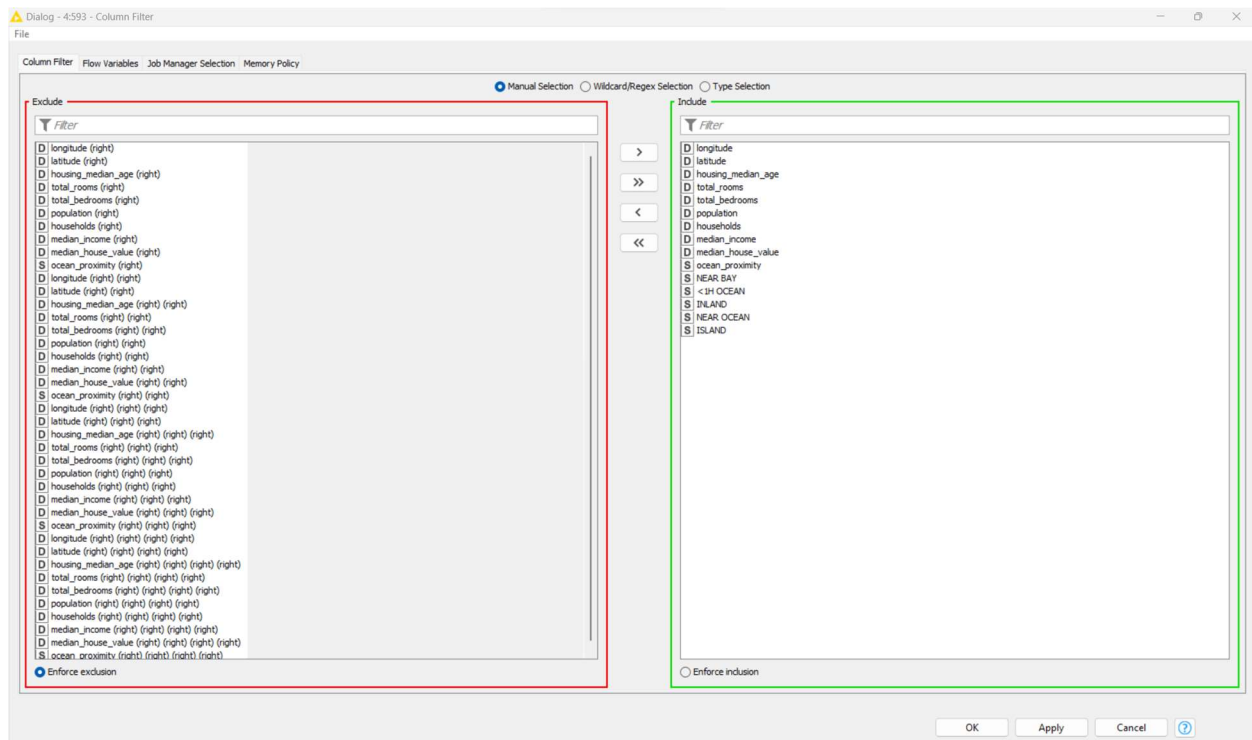 Dialog - 4:593 - Column Filter
File
Column Filter Flow Variables Job Manager Selection Memory Policy
Manual Selection Wildcard/Regex Selection Type Selection
Exclude
Filter
D longitude (right)
D latitude (right)
D housing_median_age (right)
D total_rooms (right)
D total_bedrooms (right)
D population (right)
D households (right)
D median_income (right)
D median_house_value (right)
S ocean_proximity (right)
D longitude (right) (right)
D latitude (right) (right)
D housing_median_age (right) (right)
D total_rooms (right) (right)
D total_bedrooms (right) (right)
D population (right) (right)
D households (right) (right)
D median_income (right) (right)
D median_house_value (right) (right)
S ocean_proximity (right) (right)
D longitude (right) (right) (right)
D latitude (right) (right) (right)
D housing_median_age (right) (right) (right)
D total_rooms (right) (right) (right)
D total_bedrooms (right) (right) (right)
D population (right) (right) (right)
D households (right) (right) (right)
D median_income (right) (right) (right)
D median_house_value (right) (right) (right)
S ocean_proximity (right) (right) (right)
D longitude (right) (right) (right) (right)
D latitude (right) (right) (right) (right)
D housing_median_age (right) (right) (right) (right)
D total_rooms (right) (right) (right) (right)
D total_bedrooms (right) (right) (right) (right)
D population (right) (right) (right) (right)
D households (right) (right) (right) (right)
D median_income (right) (right) (right) (right)
D median_house_value (right) (right) (right) (right)
S ocean_proximity (right) (right) (right) (right)
Enforce exclusion
>
>>
<
<<
Include
Filter
D longitude
D latitude
D housing_median_age
D total_rooms
D total_bedrooms
D population
D households
D median_income
D median_house_value
S ocean_proximity
S NEAR BAY
S <1H OCEAN
S INLAND
S NEAR OCEAN
S ISLAND
Enforce inclusion
OK Apply Cancel ?